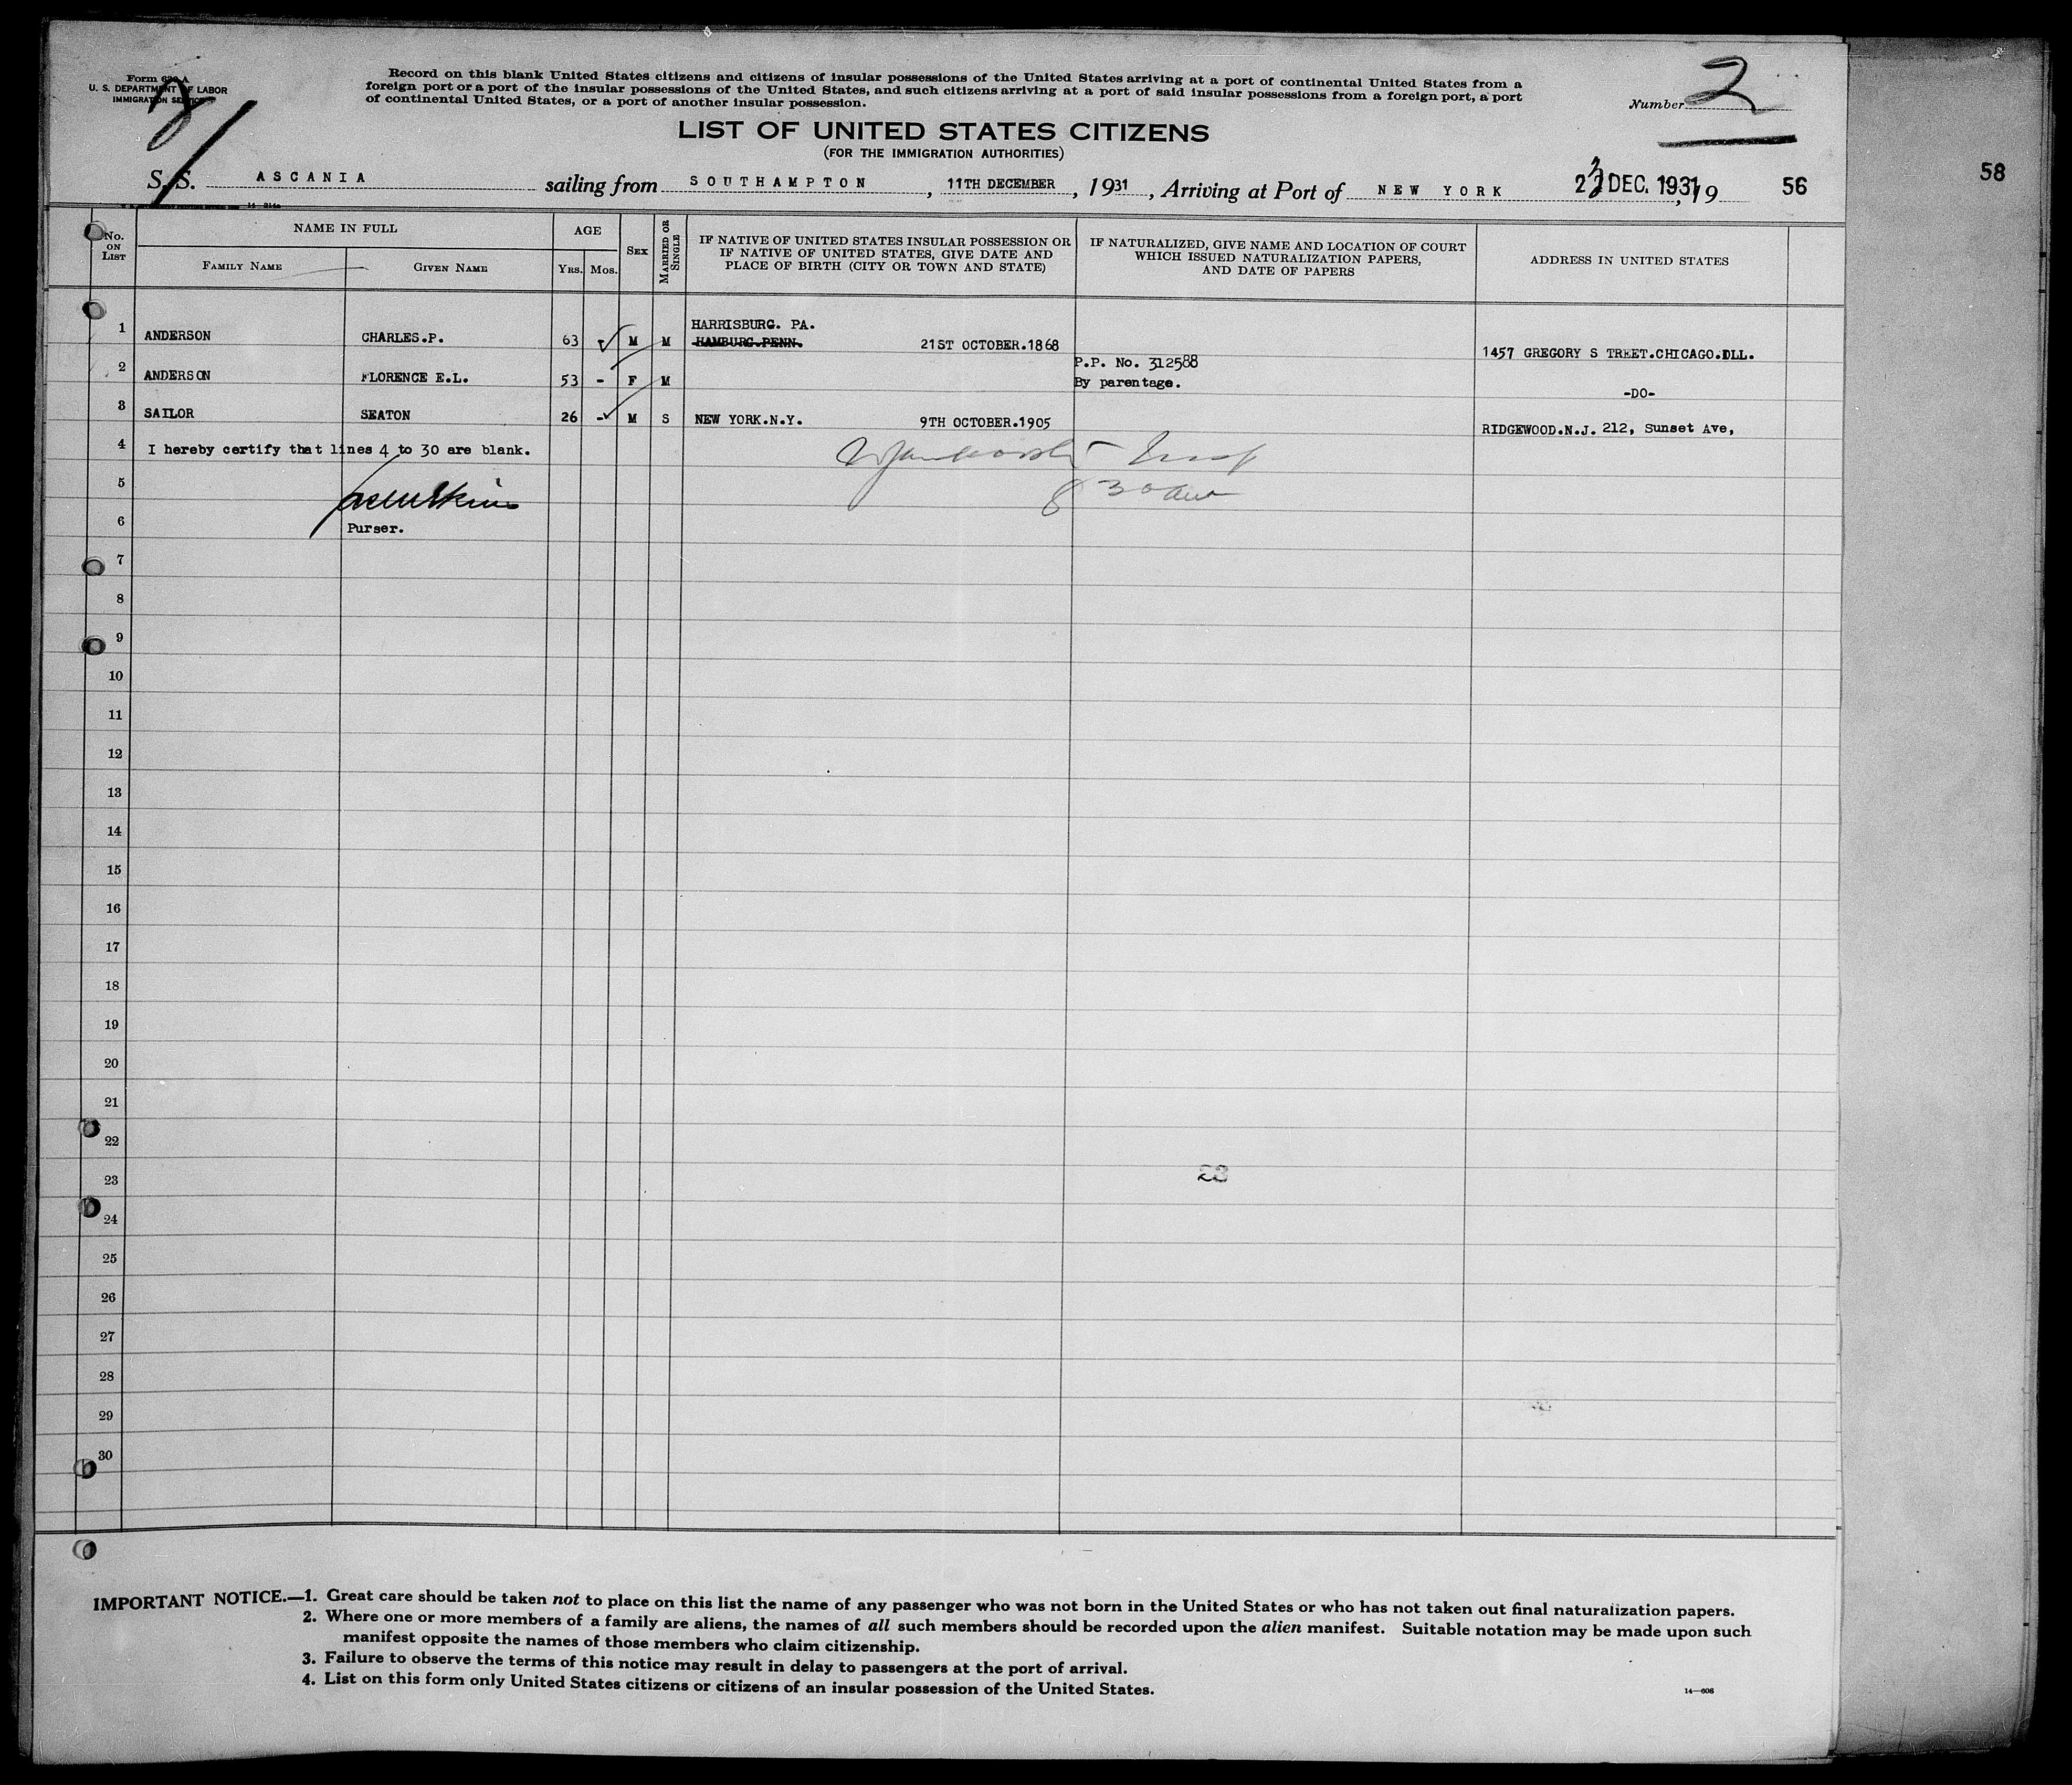 Form 630 A
U. S. DEPARTMENT OF LABOR
IMMIGRATION SERVICE
Record on this blank United States citizens and citizens of insular possessions of the United States arriving at a port of continental United States from a
foreign port or a port of the insular possessions of the United States, and such citizens arriving at a port of said insular possessions from a foreign port, a port
of continental United States, or a port of another insular possession.
Number 2
LIST OF UNITED STATES CITIZENS
(FOR THE IMMIGRATION AUTHORITIES)
S. S. ASCANIA sailing from SOUTHAMPTON, 11TH DECEMBER, 1931, Arriving at Port of NEW YORK DEC. 1931, 19 56
58
No. ON LIST
NAME IN FULL
FAMILY NAME GIVEN NAME
AGE
YRS. MOS.
SEX
MARRIED OR SINGLE
IF NATIVE OF UNITED STATES INSULAR POSSESSION OR
IF NATIVE OF UNITED STATES, GIVE DATE AND
PLACE OF BIRTH (CITY OR TOWN AND STATE)
IF NATURALIZED, GIVE NAME AND LOCATION OF COURT
WHICH ISSUED NATURALIZATION PAPERS,
AND DATE OF PAPERS
ADDRESS IN UNITED STATES
HARRISBURG. PA.
1 ANDERSON CHARLES.P. 63 M M HAMBURG.PENN. 21ST OCTOBER.1868 1457 GREGORY S TREET.CHICAGO.DLL.
P.P. No. 312588
2 ANDERSON FLORENCE E.L. 53 - F M By parentage. -DO-
3 SAILOR SEATON 26 - M S NEW YORK.N.Y. 9TH OCTOBER.1905 RIDGEWOOD.N.J. 212, Sunset Ave,
4 I hereby certify that lines 4 to 30 are blank.
5
6 Purser.
7
8
9
10
11
12
13
14
15
16
17
18
19
20
21
22
23
24
25
26
27
28
29
30
IMPORTANT NOTICE.—1. Great care should be taken not to place on this list the name of any passenger who was not born in the United States or who has not taken out final naturalization papers.
2. Where one or more members of a family are aliens, the names of all such members should be recorded upon the alien manifest. Suitable notation may be made upon such
manifest opposite the names of those members who claim citizenship.
3. Failure to observe the terms of this notice may result in delay to passengers at the port of arrival.
4. List on this form only United States citizens or citizens of an insular possession of the United States.
14—608